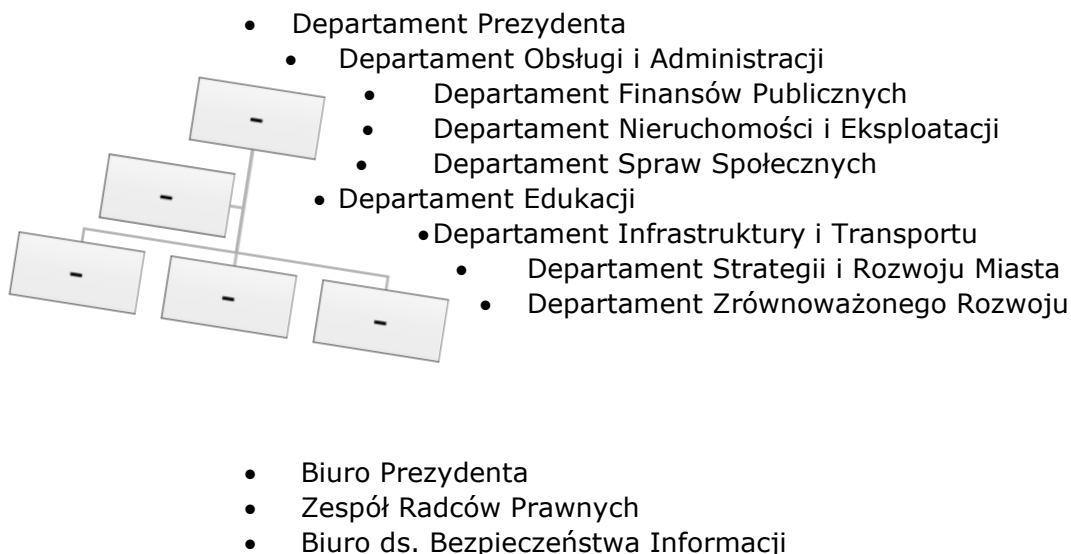 • Departament Prezydenta
• Departament Obsługi i Administracji
• Departament Finansów Publicznych
• Departament Nieruchomości i Eksploatacji
• Departament Spraw Społecznych
• Departament Edukacji
•Departament Infrastruktury i Transportu
• Departament Strategii i Rozwoju Miasta
• Departament Zrównoważonego Rozwoju
-
-
-
-
-
• Biuro Prezydenta
• Zespół Radców Prawnych
• Biuro ds. Bezpieczeństwa Informacji